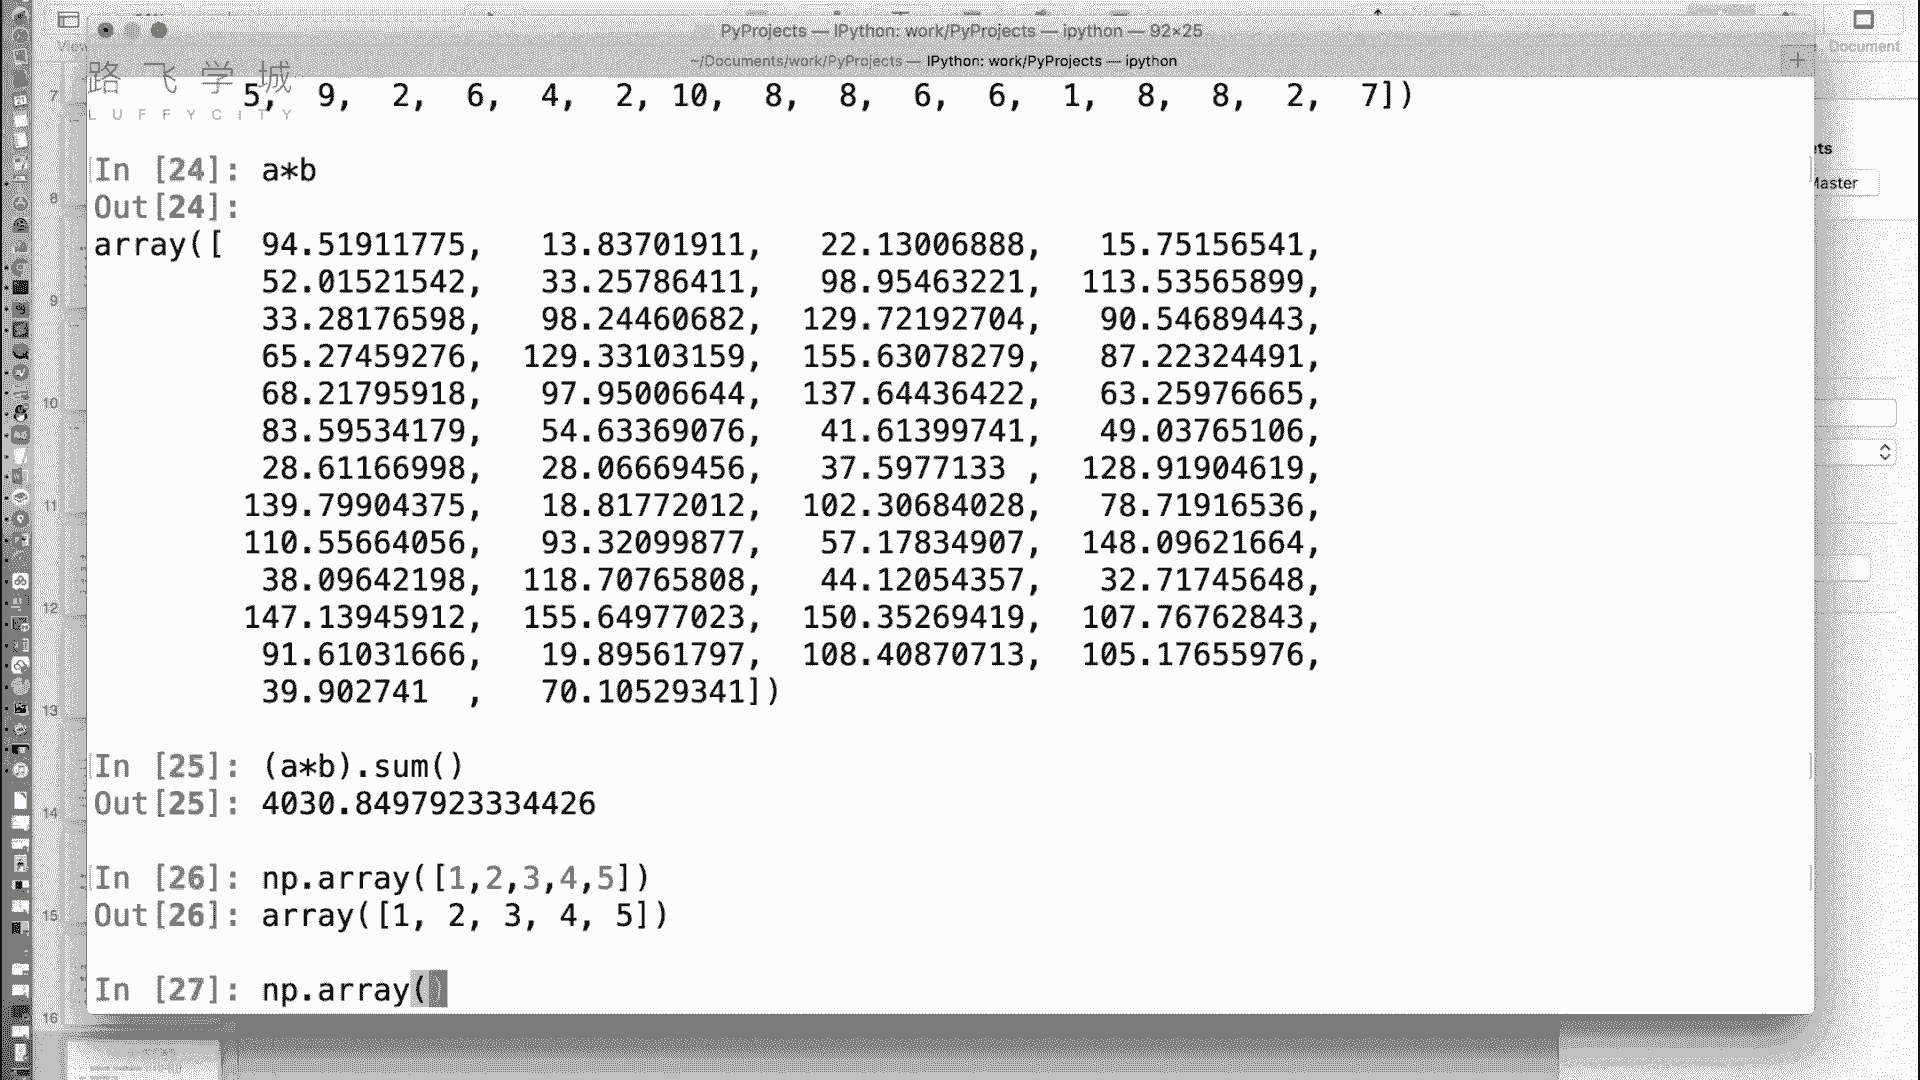 PyProjects — IPython: work/PyProjects — ipython — 92×25
~/Documents/work/PyProjects — IPython: work/PyProjects — ipython
View
Document
路飞学城
LUFFYCITY
5, 9, 2, 6, 4, 2, 10, 8, 8, 6, 6, 1, 8, 8, 2, 7])
In [24]: a*b
Out[24]:
array([ 94.51911775, 13.83701911, 22.13006888, 15.75156541,
52.01521542, 33.25786411, 98.95463221, 113.53565899,
33.28176598, 98.24460682, 129.72192704, 90.54689443,
65.27459276, 129.33103159, 155.63078279, 87.22324491,
68.21795918, 97.95006644, 137.64436422, 63.25976665,
83.59534179, 54.63369076, 41.61399741, 49.03765106,
28.61166998, 28.06669456, 37.5977133 , 128.91904619,
139.79904375, 18.81772012, 102.30684028, 78.71916536,
110.55664056, 93.32099877, 57.17834907, 148.09621664,
38.09642198, 118.70765808, 44.12054357, 32.71745648,
147.13945912, 155.64977023, 150.35269419, 107.76762843,
91.61031666, 19.89561797, 108.40870713, 105.17655976,
39.902741 , 70.10529341])
In [25]: (a*b).sum()
Out[25]: 4030.8497923334426
In [26]: np.array([1,2,3,4,5])
Out[26]: array([1, 2, 3, 4, 5])
In [27]: np.array()
7
8
9
10
11
12
13
14
15
16